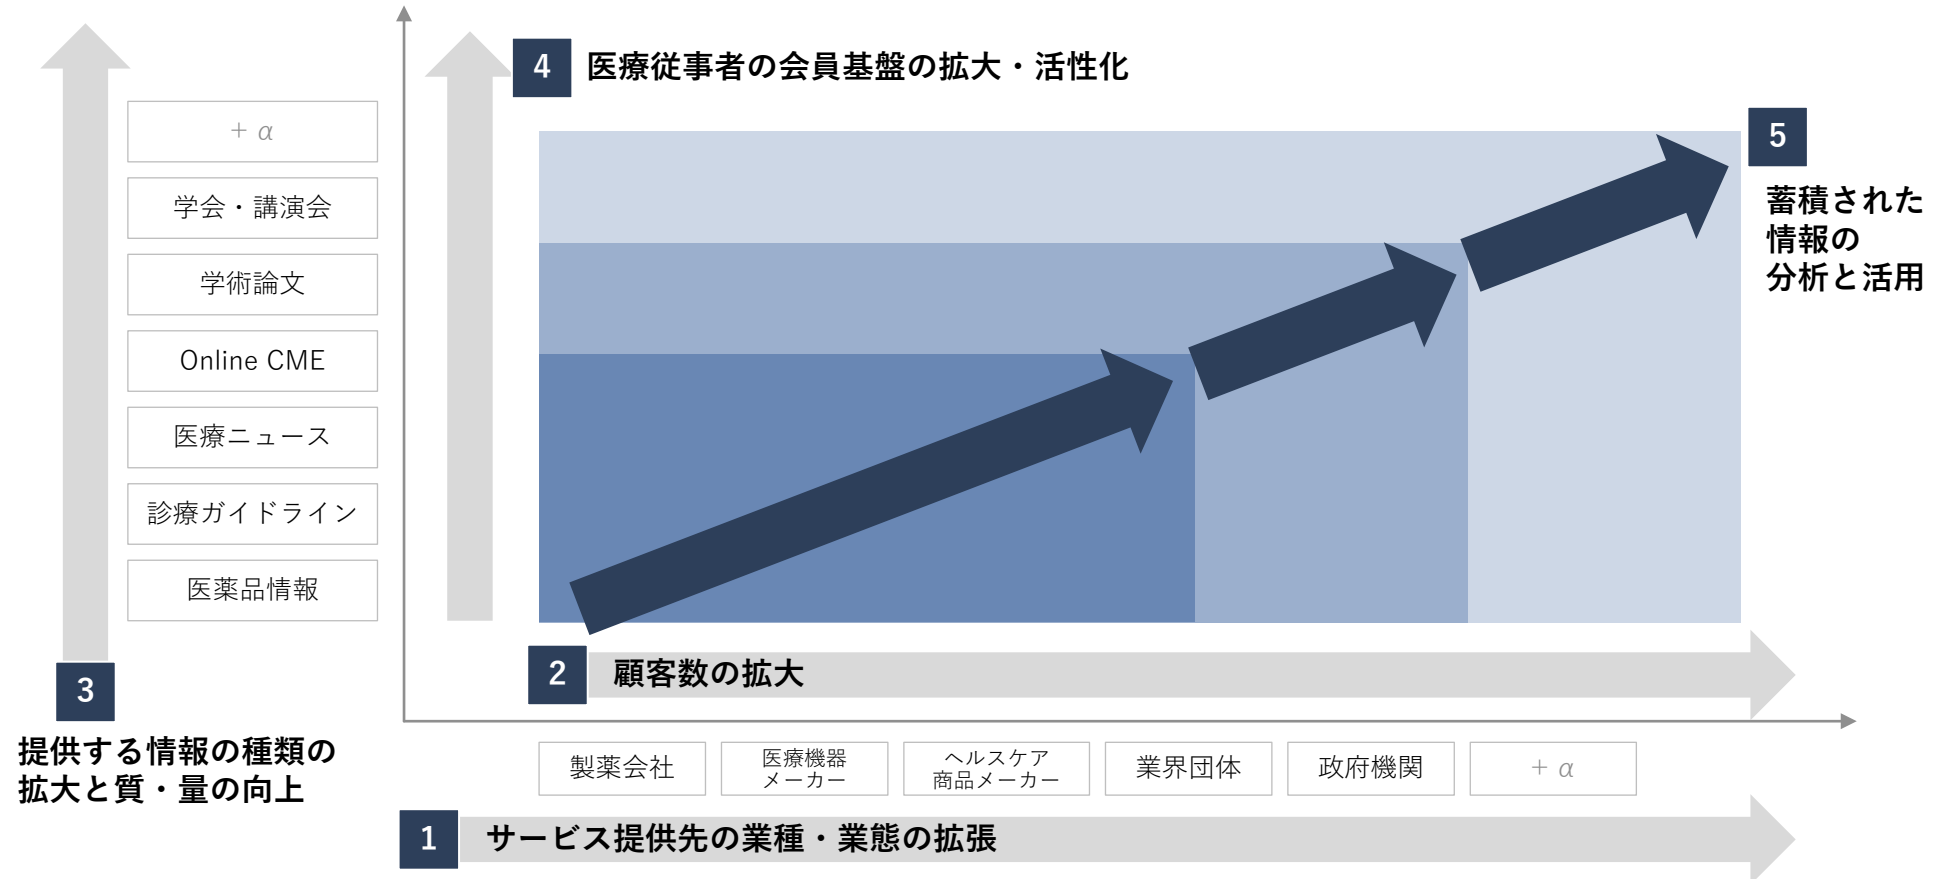 4
医療従事者の会員基盤の拡大・活性化
5
蓄積された
情報の
分析と活用
+ α
学会・講演会
学術論文
Online CME
医療ニュース
診療ガイドライン
医薬品情報
3
提供する情報の種類の
拡大と質・量の向上
2
顧客数の拡大
製薬会社
医療機器
メーカー
ヘルスケア
商品メーカー
業界団体
政府機関
+ α
1
サービス提供先の業種・業態の拡張